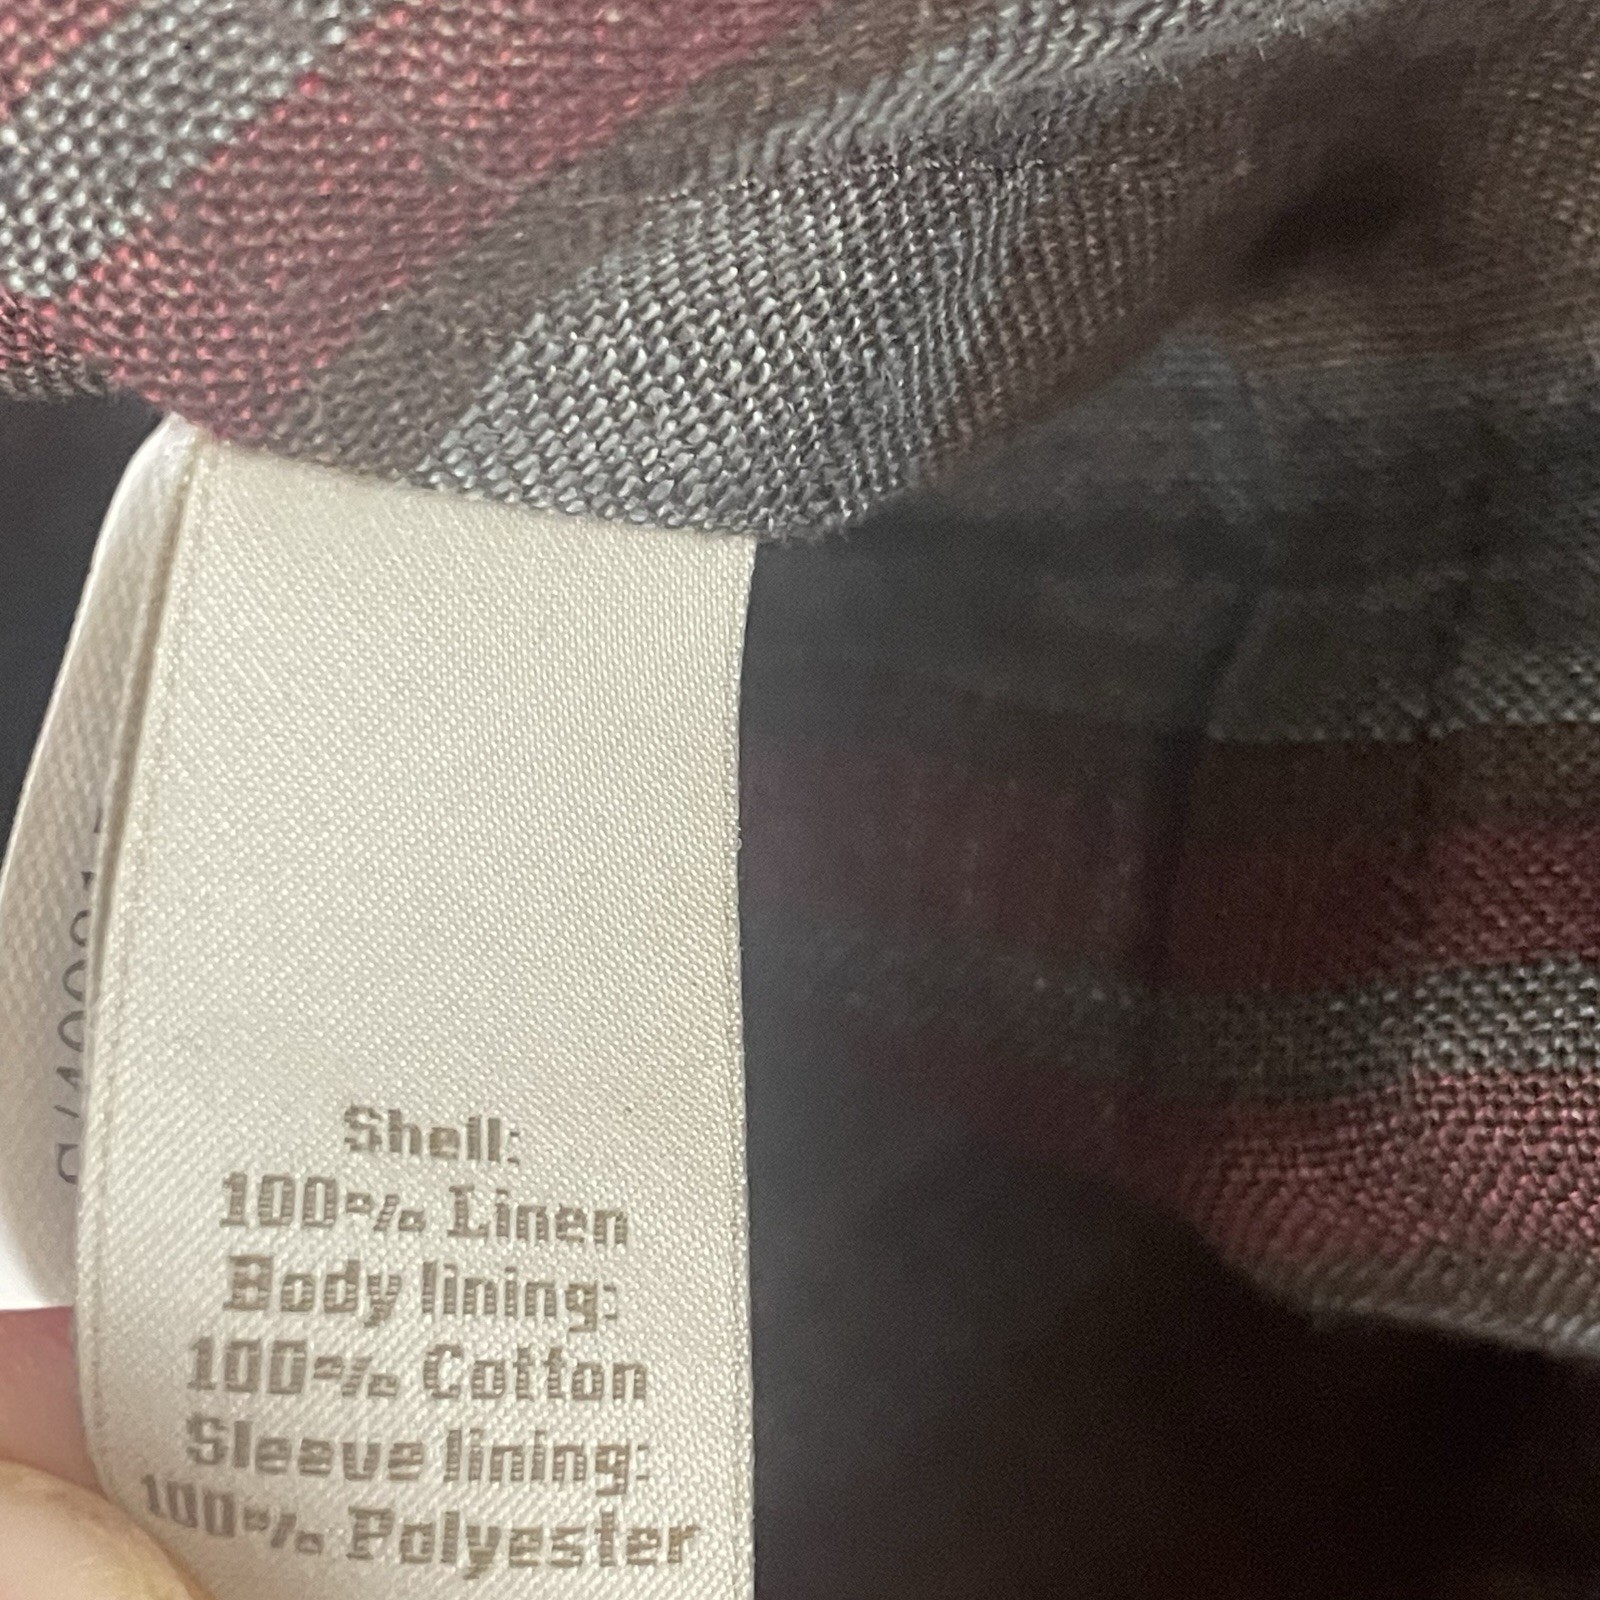 Shell:
100% Linen
Body lining:
100% Cotton
Sleeve lining:
100% Polyester